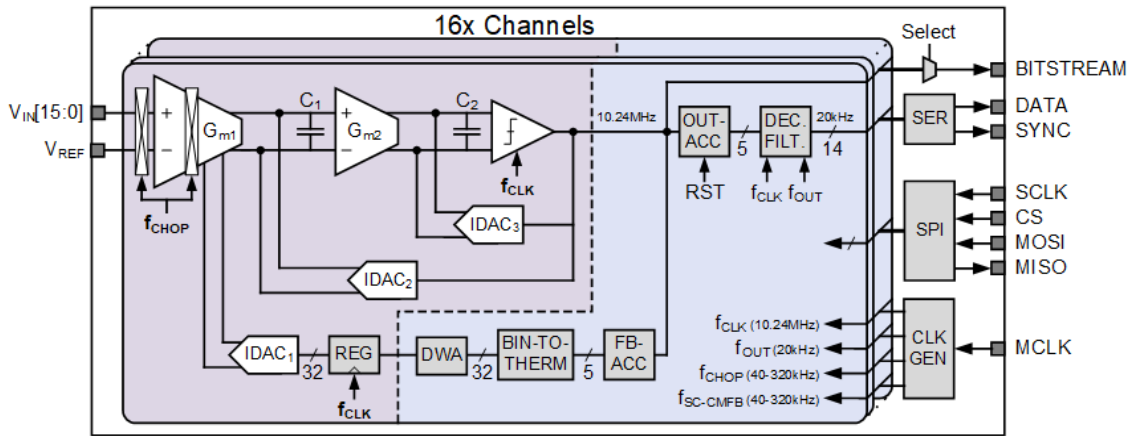 16x Channels
Select
BITSTREAM
V_IN[15:0]
V_REF
G_m1
+
−
C_1
G_m2
+
−
C_2
f_CLK
f_CHOP
10.24MHz
OUT-
ACC
RST
5
DEC.
FILT.
f_CLK f_OUT
20kHz
14
SER
DATA
SYNC
IDAC_3
IDAC_2
SPI
SCLK
CS
MOSI
MISO
IDAC_1
32
REG
f_CLK
DWA
32
BIN-TO-
THERM
5
FB-
ACC
f_CLK (10.24MHz)
f_OUT (20kHz)
f_CHOP (40-320kHz)
f_SC-CMFB (40-320kHz)
CLK
GEN
MCLK